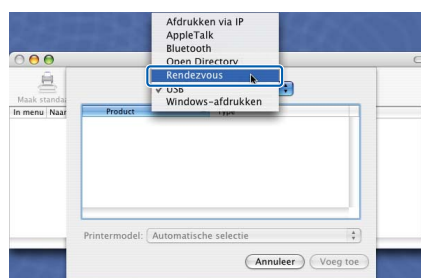 Afdrukken via IP
AppleTalk
Bluetooth
Open Directory
Rendezvous
✓ USB
Windows-afdrukken
Maak standa
In menu Naar
Product Type
Printermodel: Automatische selectie
Annuleer Voeg toe